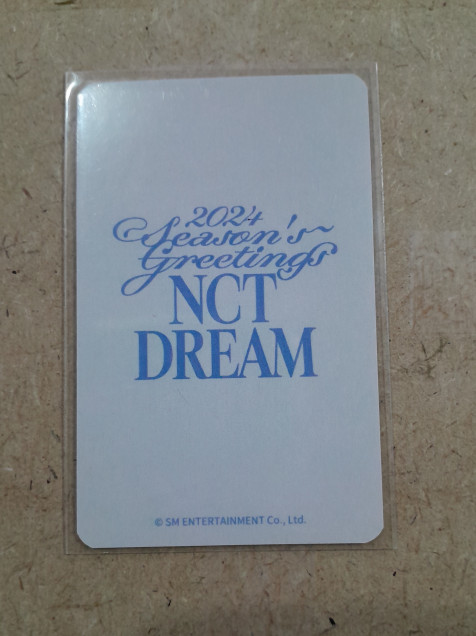 2024
Season's
Greetings
NCT
DREAM
© SM ENTERTAINMENT Co., Ltd.